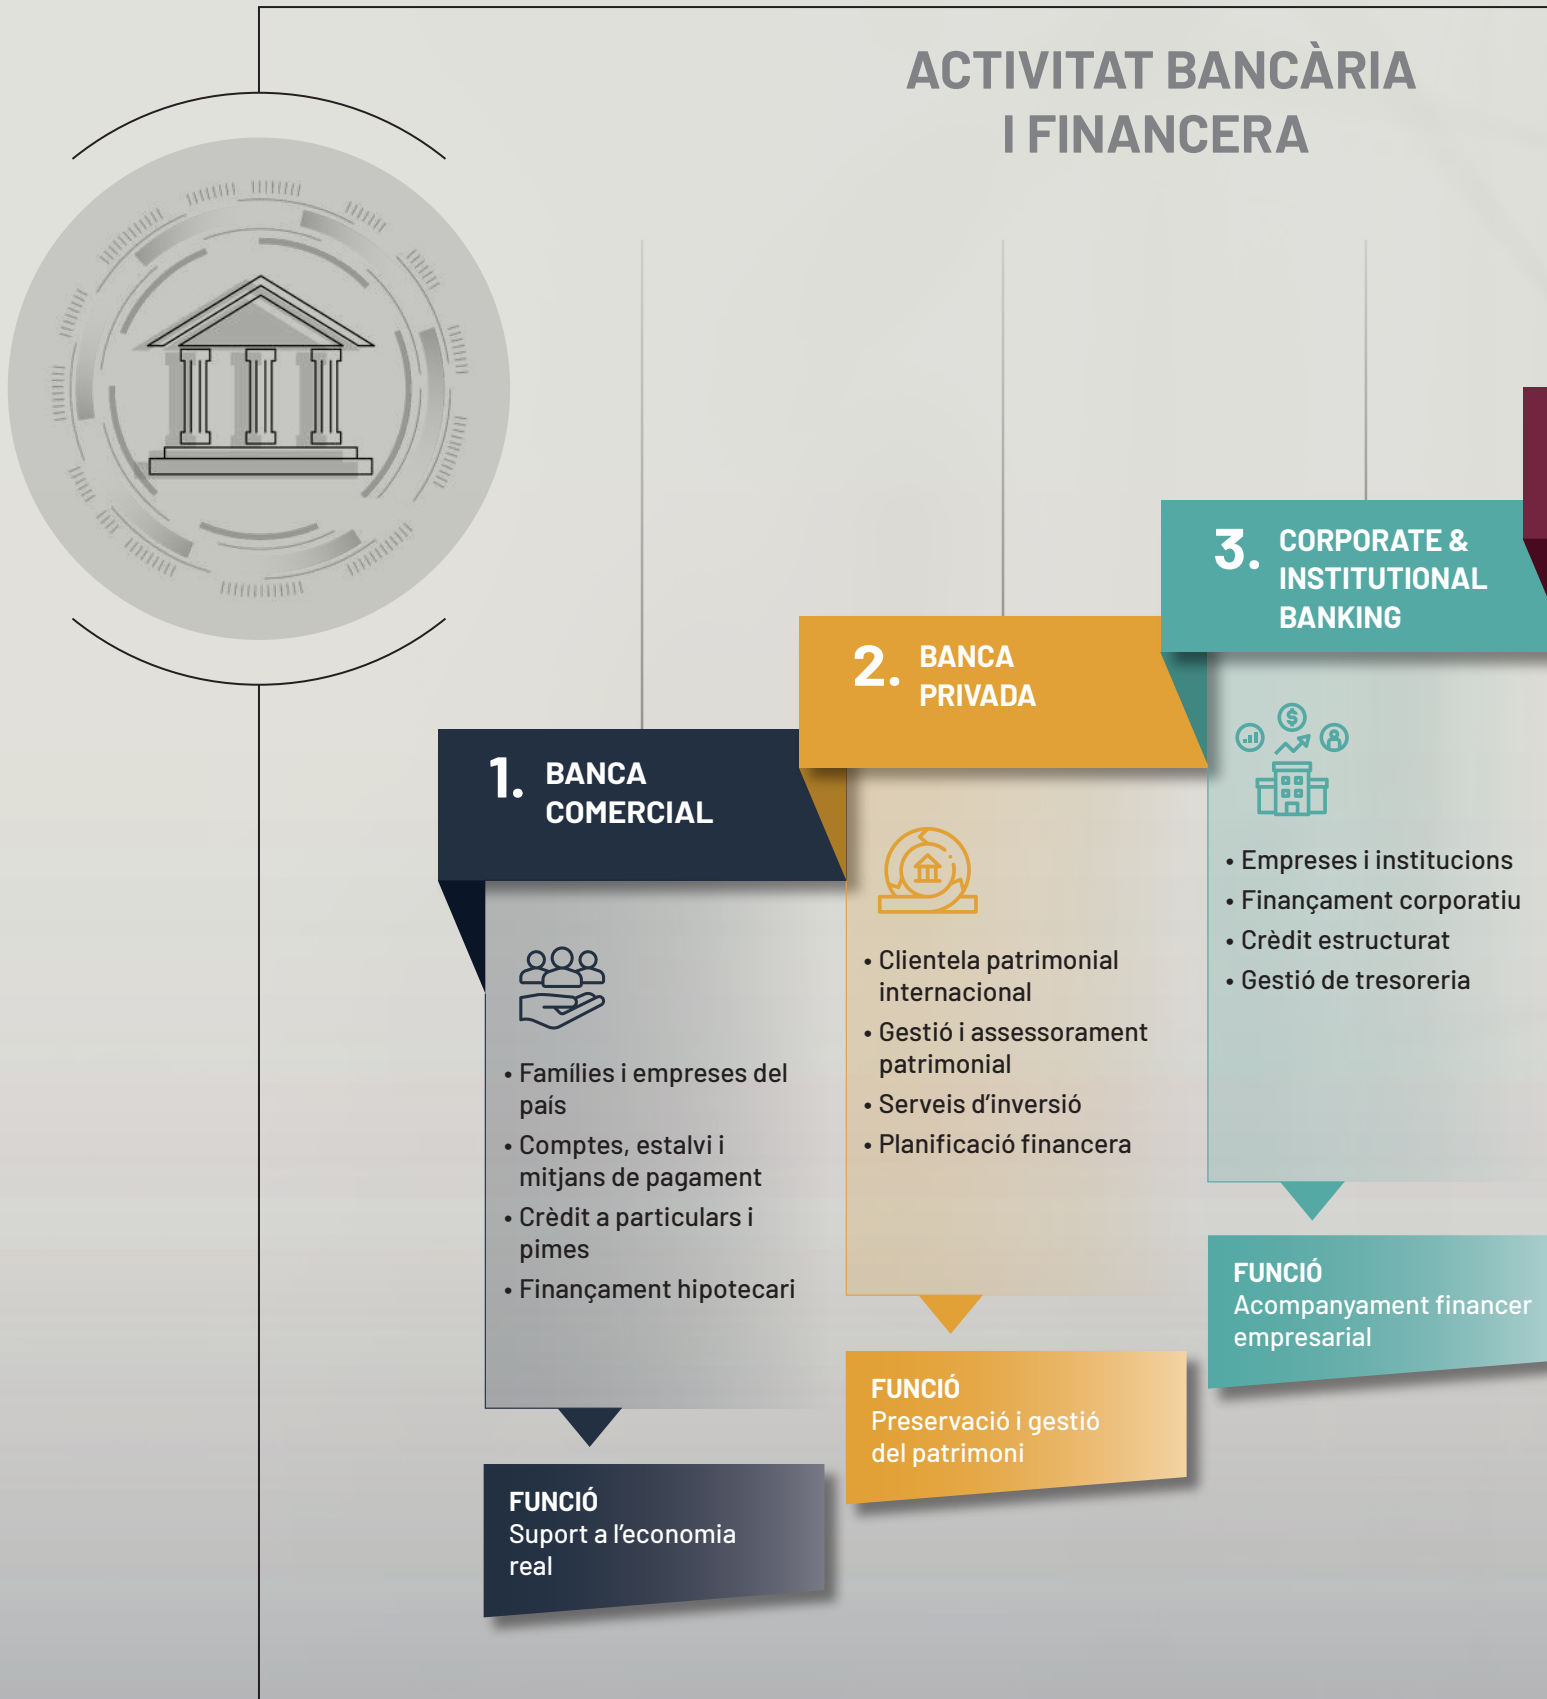 ACTIVITAT BANCÀRIA
I FINANCERA
1. BANCA
COMERCIAL
• Famílies i empreses del
país
• Comptes, estalvi i
mitjans de pagament
• Crèdit a particulars i
pimes
• Finançament hipotecari
FUNCIÓ
Suport a l’economia
real
2. BANCA
PRIVADA
• Clientela patrimonial
internacional
• Gestió i assessorament
patrimonial
• Serveis d’inversió
• Planificació financera
FUNCIÓ
Preservació i gestió
del patrimoni
3. CORPORATE &
INSTITUTIONAL
BANKING
$
• Empreses i institucions
• Finançament corporatiu
• Crèdit estructurat
• Gestió de tresoreria
FUNCIÓ
Acompanyament financer
empresarial